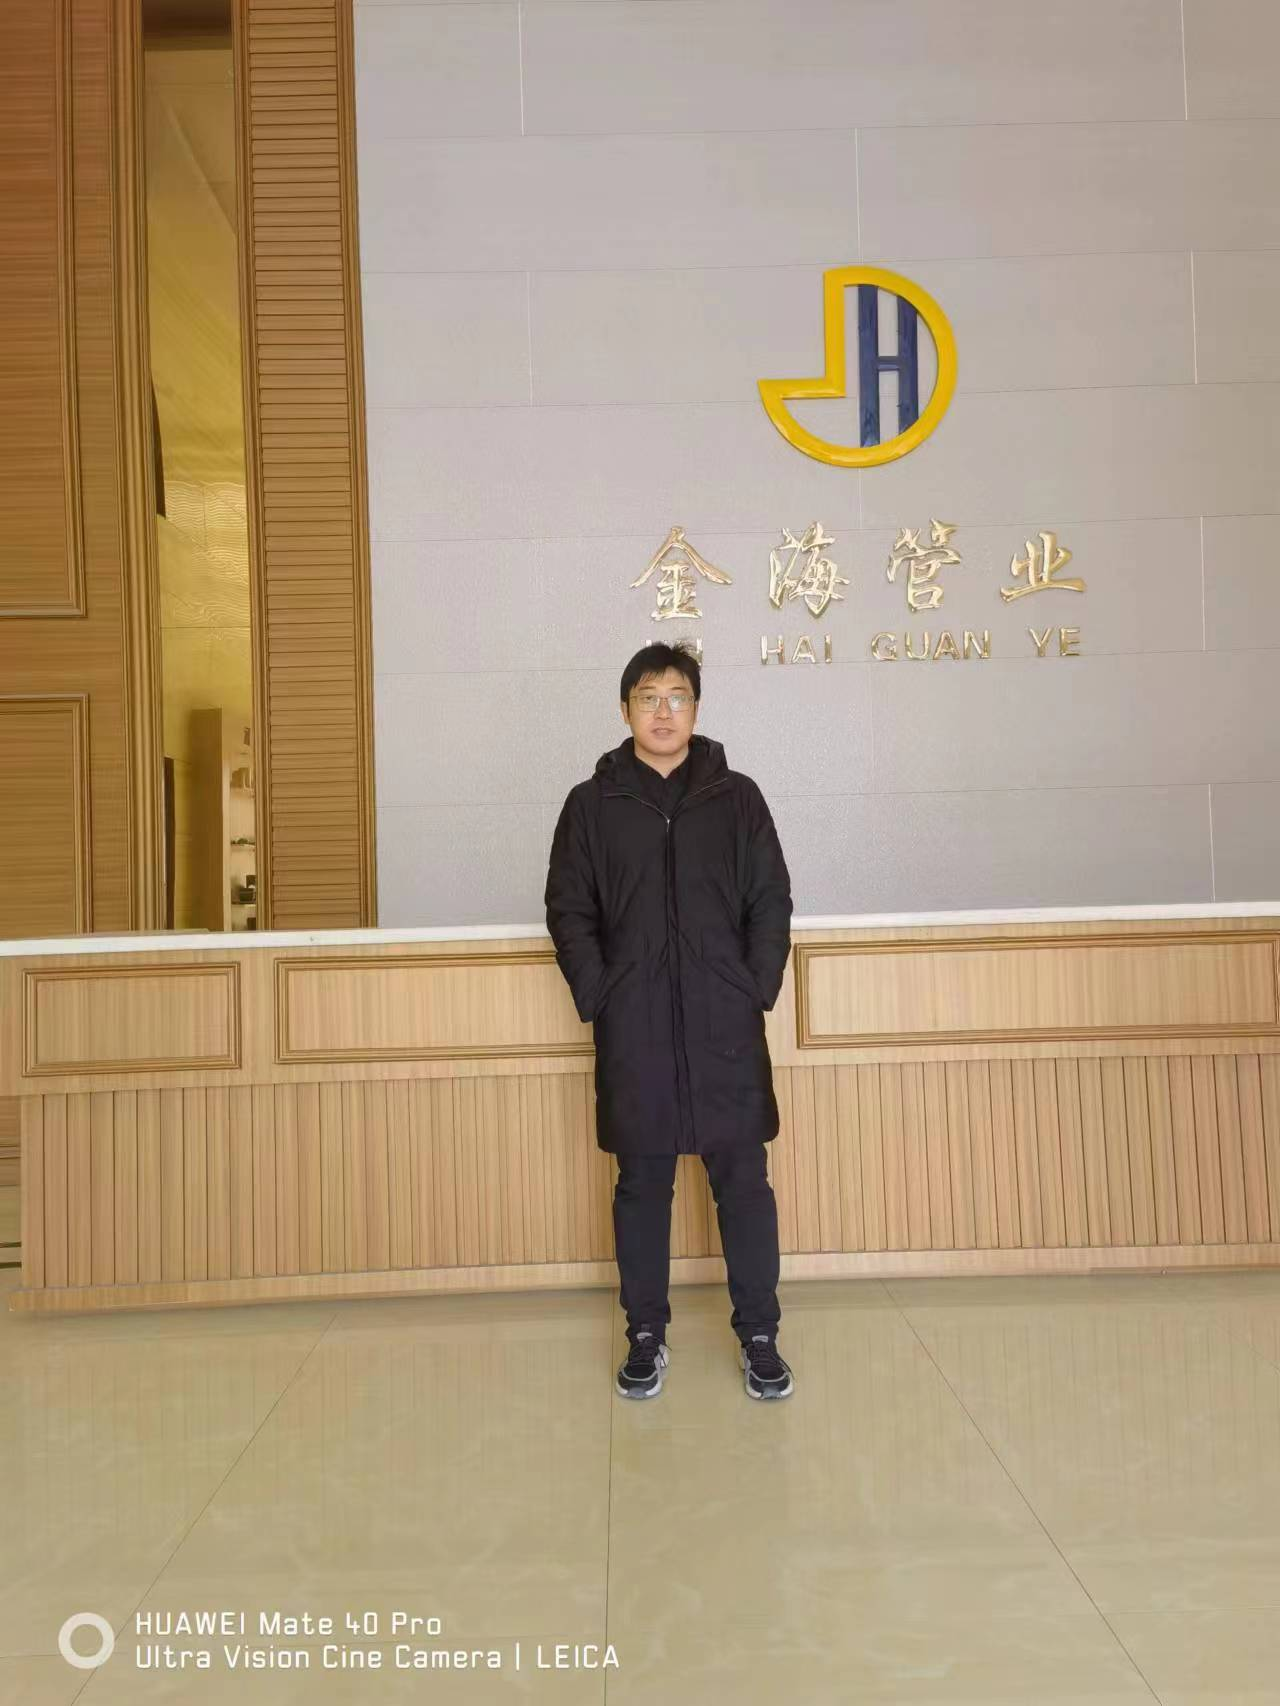 H
金海管业
HAI GUAN YE
HUAWEI Mate 40 Pro
Ultra Vision Cine Camera | LEICA